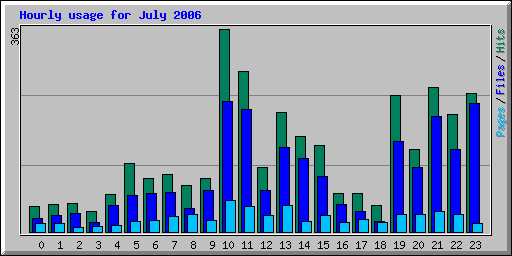 Hourly usage for July 2006
363
Pages / Files / Hits
0 1 2 3 4 5 6 7 8 9 10 11 12 13 14 15 16 17 18 19 20 21 22 23